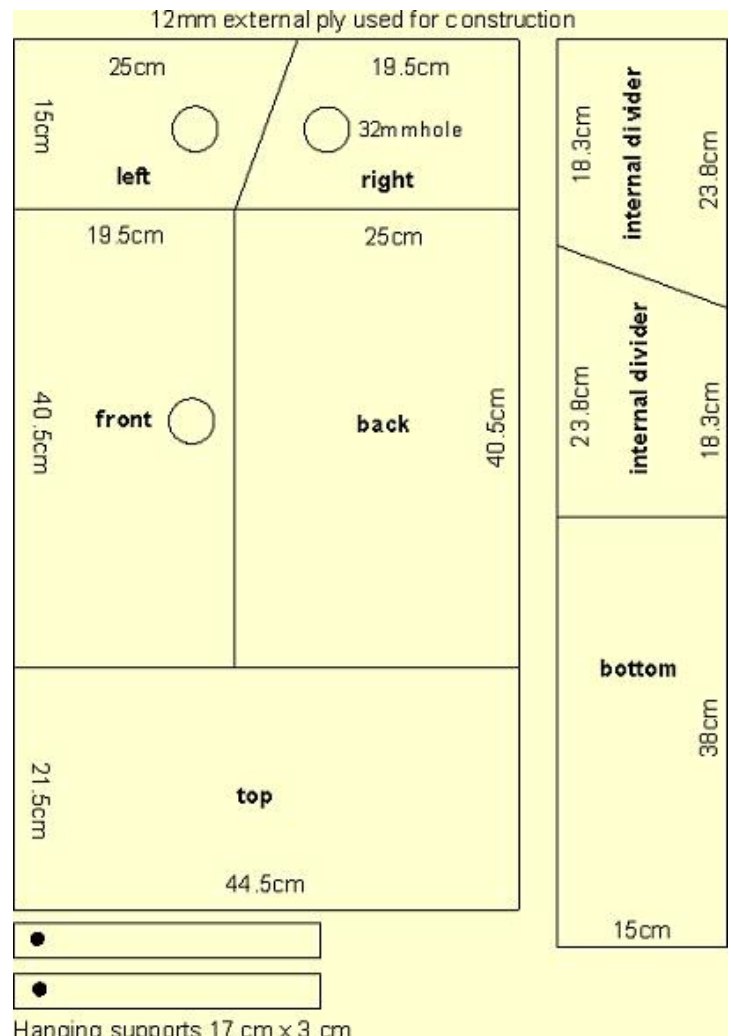 12mm external ply used for construction
25cm
19.5cm
15cm
32mmhole
left
right
19.5cm
25cm
40.5cm
front
back
40.5cm
21.5cm
top
44.5cm
Hanging supports 17 cm x 3 cm
18.3cm
internal divider
23.8cm
23.8cm
internal divider
18.3cm
bottom
38cm
15cm